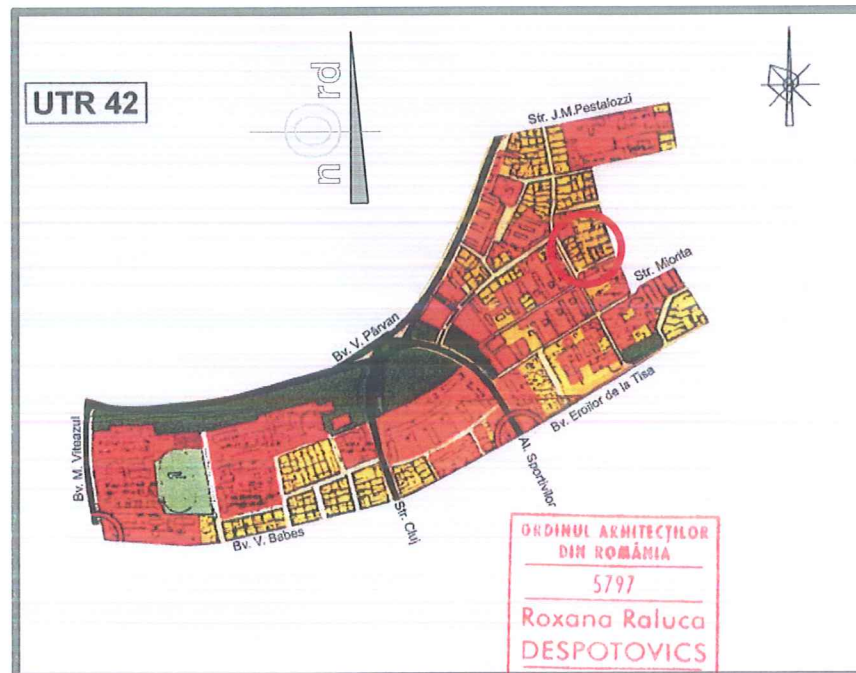 UTR 42
nord
Str. J.M.Pestalozzi
Str. Miorita
Bv. V. Pârvan
Bv. Eroilor de la Tisa
Bv. M. Viteazul
Al. Sportivilor
Str. Cluj
Bv. V. Babes
ORDINUL ARHITECȚILOR
DIN ROMÂNIA
5797
Roxana Raluca
DESPOTOVICS